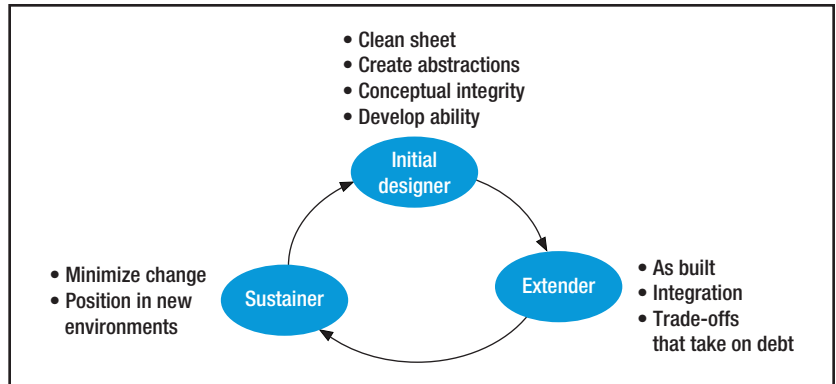 • Clean sheet
• Create abstractions
• Conceptual integrity
• Develop ability
Initial
designer
• Minimize change
• Position in new
environments
Sustainer
Extender
• As built
• Integration
• Trade-offs
that take on debt